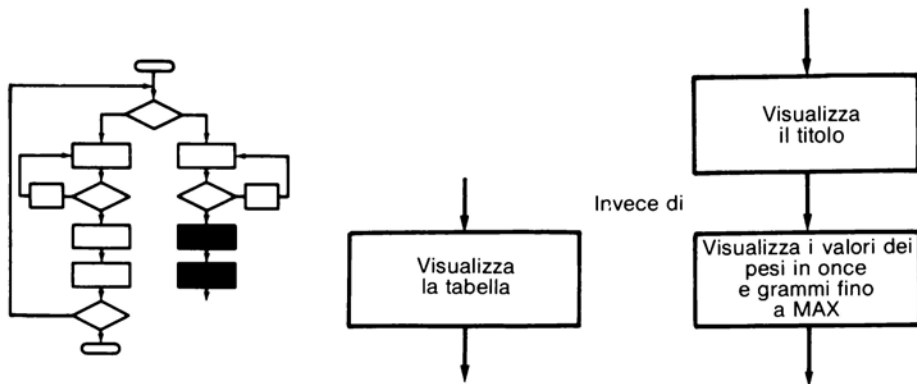 Visualizza
la tabella
Invece di
Visualizza
il titolo
Visualizza i valori dei
pesi in once
e grammi fino
a MAX